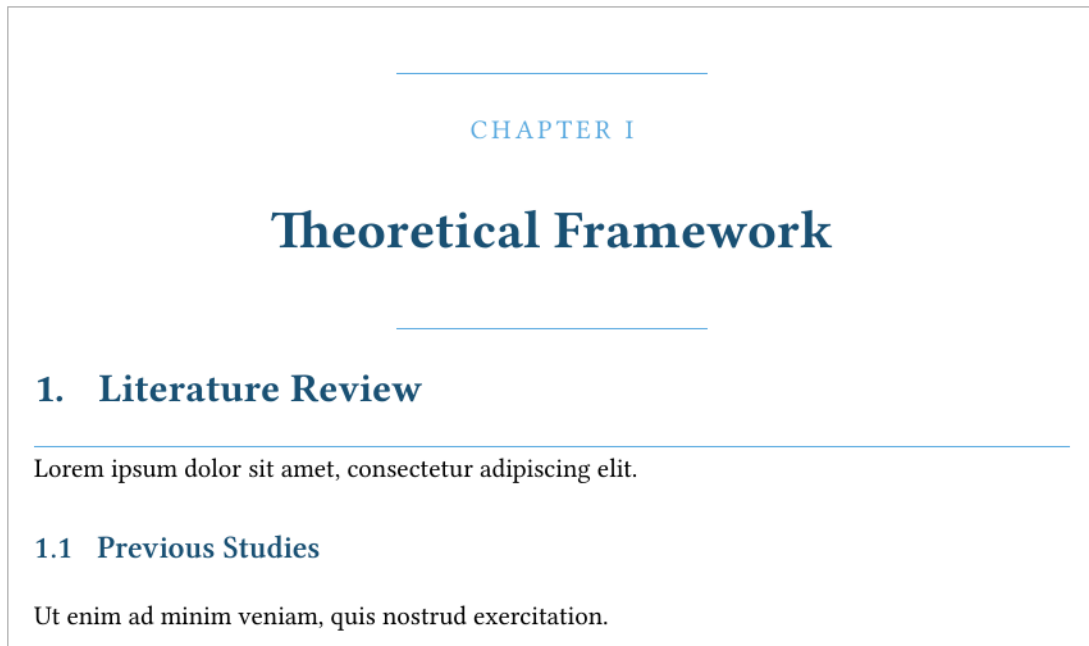 CHAPTER I
Theoretical Framework
1. Literature Review
Lorem ipsum dolor sit amet, consectetur adipiscing elit.
1.1 Previous Studies
Ut enim ad minim veniam, quis nostrud exercitation.